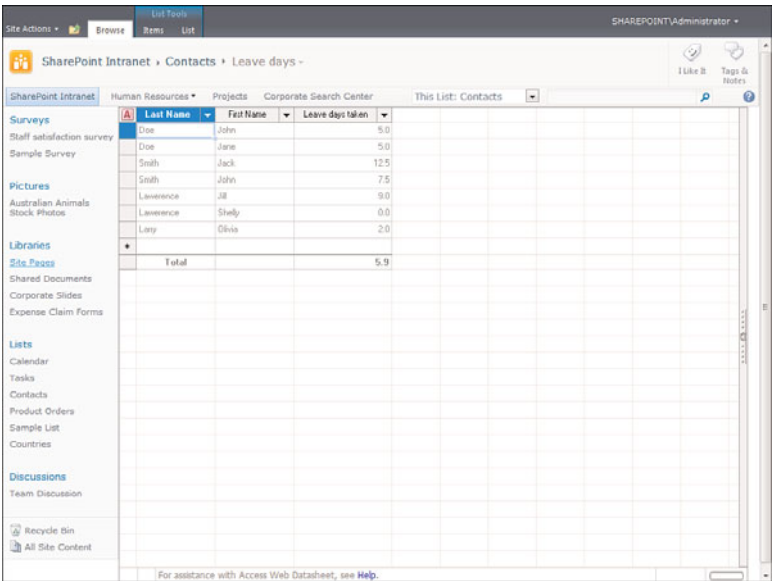 List Tools
SHAREPOINT\Administrator
Site Actions Browse Items List
SharePoint Intranet Contacts Leave days
I Like It Tags & Notes
SharePoint Intranet Human Resources Projects Corporate Search Center This List: Contacts
Surveys
Staff satisfaction survey
Sample Survey
Pictures
Australian Animals
Stock Photos
Libraries
Site Pages
Shared Documents
Corporate Slides
Expense Claim Forms
Lists
Calendar
Tasks
Contacts
Product Orders
Sample List
Countries
Discussions
Team Discussion
Recycle Bin
All Site Content
Last Name First Name Leave days taken
Doe John 5.0
Doe Jane 5.0
Smith Jack 12.5
Smith John 7.5
Lawerence Jill 9.0
Lawerence Shelly 0.0
Olivia 2.0
Total 5.9
For assistance with Access Web Datasheet, see Help.